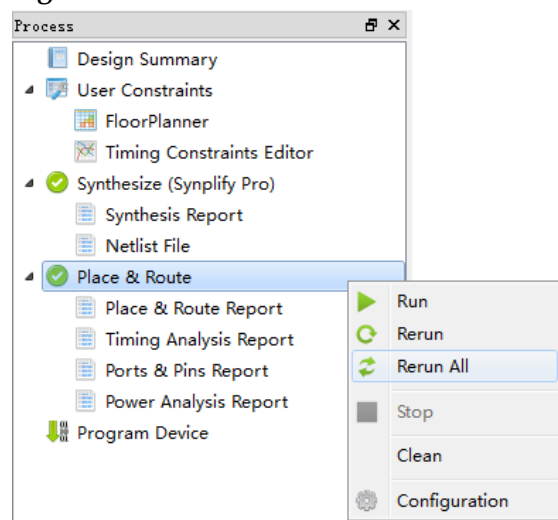 Process
Design Summary
User Constraints
FloorPlanner
Timing Constraints Editor
Synthesize (Synplify Pro)
Synthesis Report
Netlist File
Place & Route
Place & Route Report
Timing Analysis Report
Ports & Pins Report
Power Analysis Report
Program Device
Run
Rerun
Rerun All
Stop
Clean
Configuration